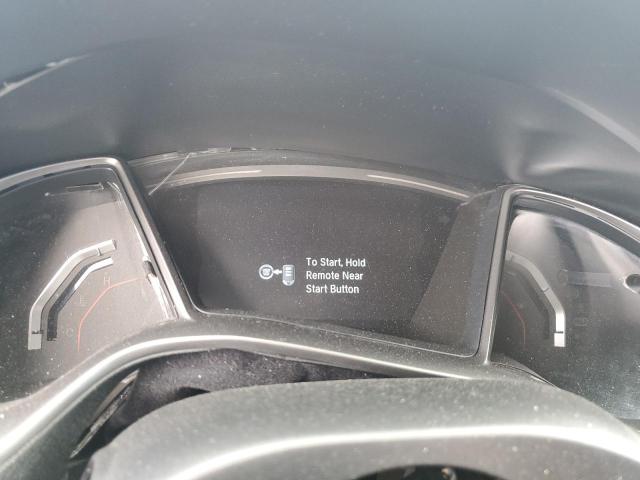 To Start, Hold
Remote Near
Start Button
H